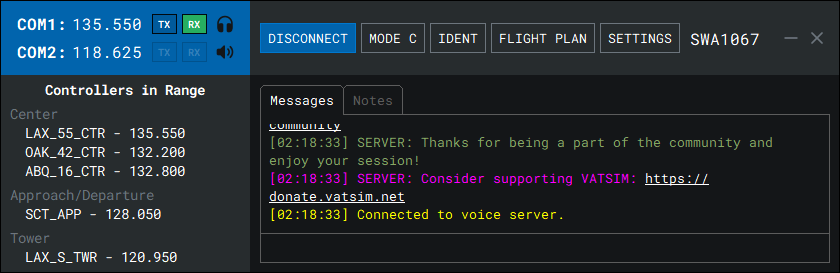 COM1: 135.550 TX RX
COM2: 118.625 TX RX
DISCONNECT MODE C IDENT FLIGHT PLAN SETTINGS SWA1067
Controllers in Range
Center
LAX_55_CTR - 135.550
OAK_42_CTR - 132.200
ABQ_16_CTR - 132.800
Approach/Departure
SCT_APP - 128.050
Tower
LAX_S_TWR - 120.950
Messages Notes
community
[02:18:33] SERVER: Thanks for being a part of the community and
enjoy your session!
[02:18:33] SERVER: Consider supporting VATSIM: https://
donate.vatsim.net
[02:18:33] Connected to voice server.